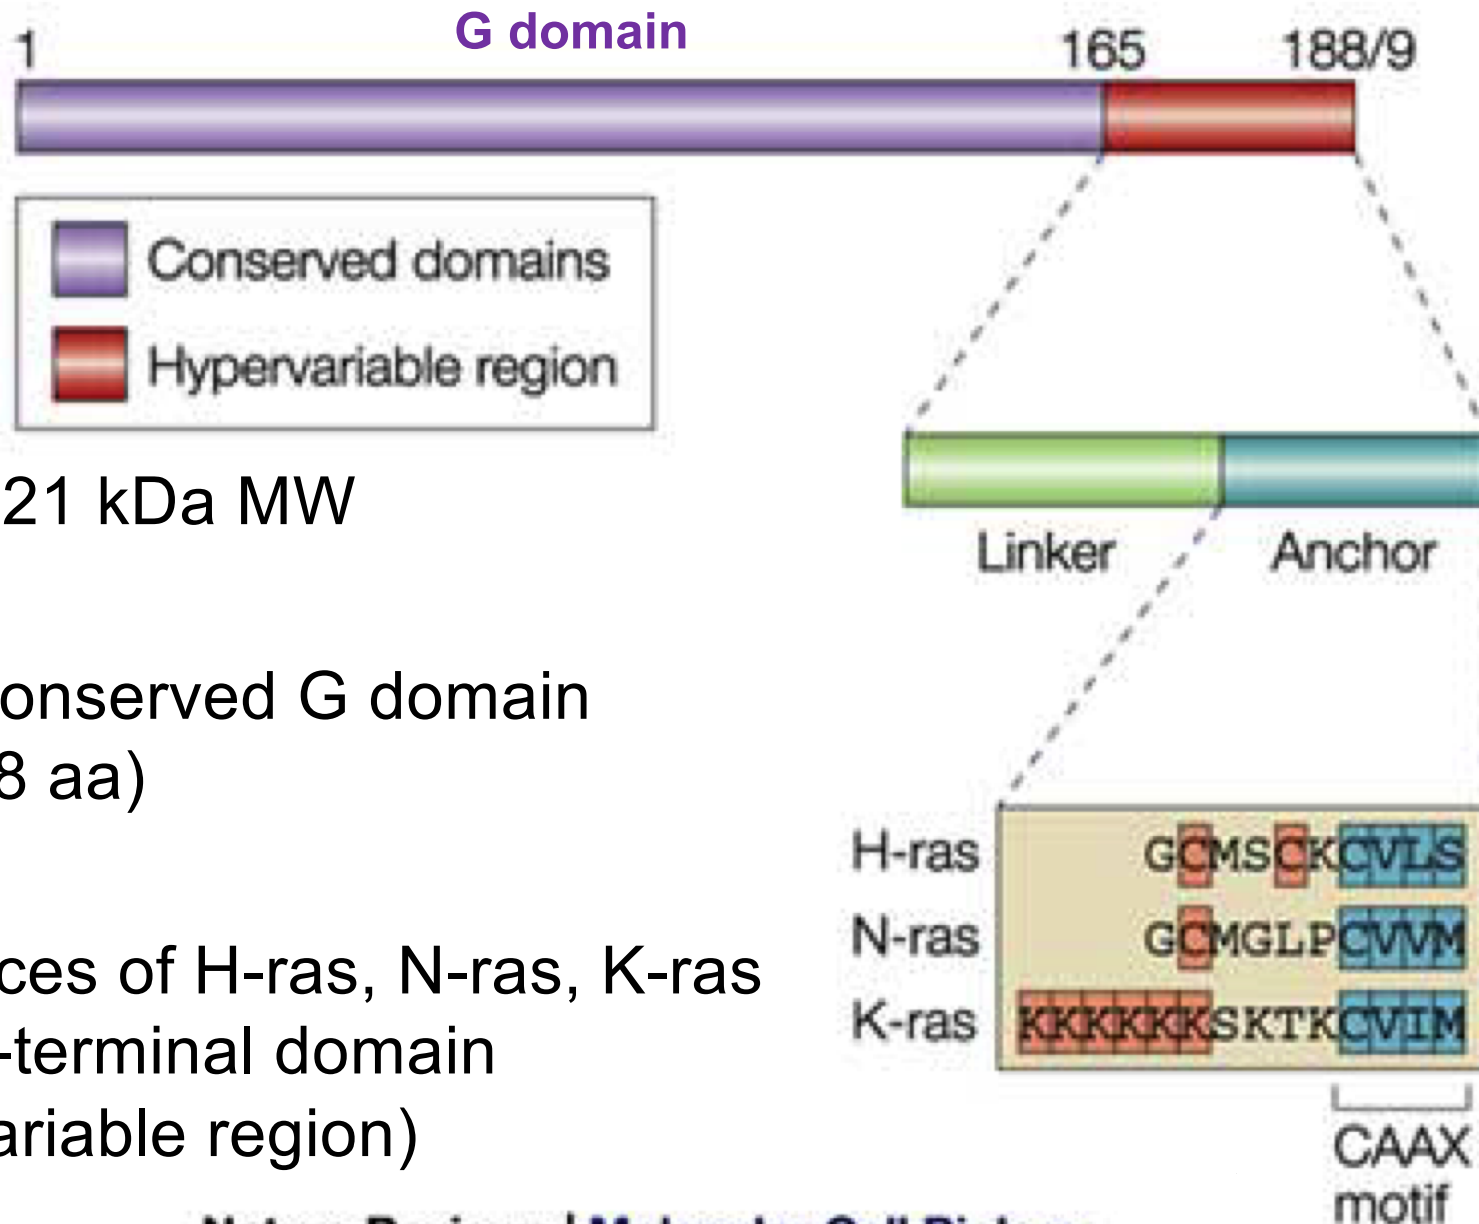 G domain
1
165
188/9
Conserved domains
Hypervariable region
21 kDa MW
Linker
Anchor
onserved G domain
8 aa)
H-ras GCMSCKCVLS
N-ras GCMGLPCVVM
K-ras KKKKKKSKTKCVIM
ces of H-ras, N-ras, K-ras
-terminal domain
ariable region)
CAAX
motif